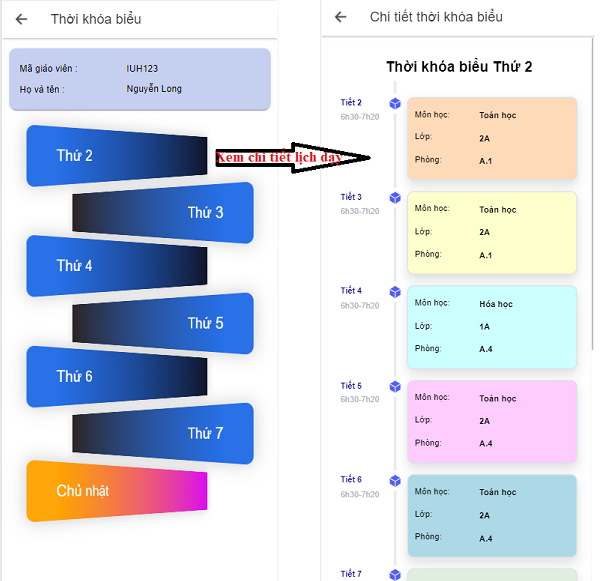 Thời khóa biểu
Mã giáo viên : IUH123
Họ và tên : Nguyễn Long
Thứ 2
Thứ 3
Thứ 4
Thứ 5
Thứ 6
Thứ 7
Chủ nhật
Xem chi tiết lịch dạy
Chi tiết thời khóa biểu
Thời khóa biểu Thứ 2
Tiết 2
6h30-7h20
Môn học: Toán học
Lớp: 2A
Phòng: A.1
Tiết 3
6h30-7h20
Môn học: Toán học
Lớp: 2A
Phòng: A.1
Tiết 4
6h30-7h20
Môn học: Hóa học
Lớp: 1A
Phòng: A.4
Tiết 5
6h30-7h20
Môn học: Toán học
Lớp: 2A
Phòng: A.4
Tiết 6
6h30-7h20
Môn học: Toán học
Lớp: 2A
Phòng: A.4
Tiết 7